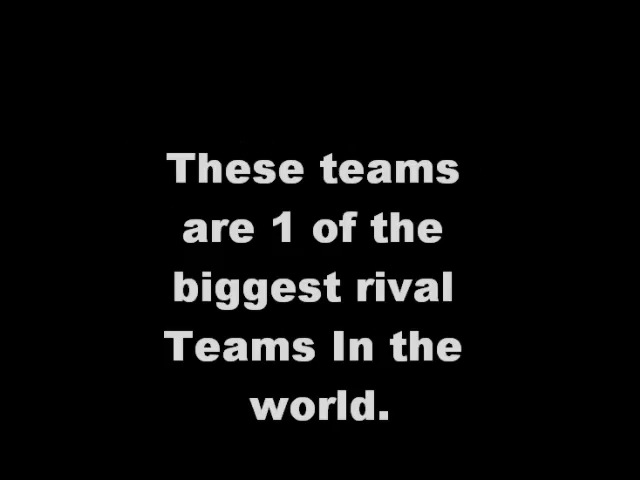 These teams
are 1 of the
biggest rival
Teams In the
world.